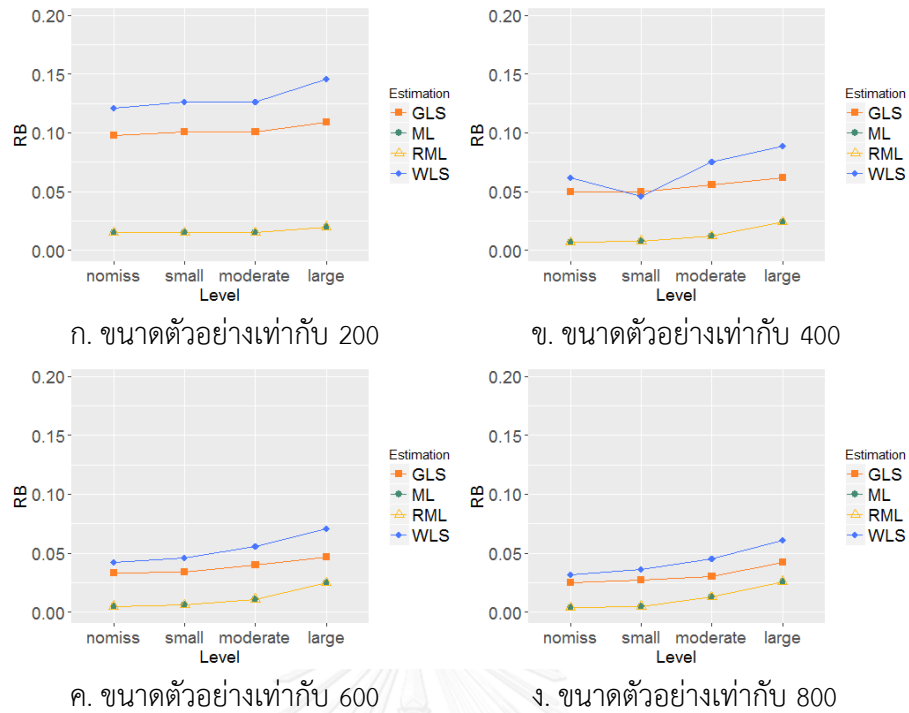 0.20
0.15
0.10
0.05
0.00
RB
nomiss small moderate large
Level
Estimation
GLS
ML
RML
WLS
ก. ขนาดตัวอย่างเท่ากับ 200
0.20
0.15
0.10
0.05
0.00
RB
nomiss small moderate large
Level
Estimation
GLS
ML
RML
WLS
ข. ขนาดตัวอย่างเท่ากับ 400
0.20
0.15
0.10
0.05
0.00
RB
nomiss small moderate large
Level
Estimation
GLS
ML
RML
WLS
ค. ขนาดตัวอย่างเท่ากับ 600
0.20
0.15
0.10
0.05
0.00
RB
nomiss small moderate large
Level
Estimation
GLS
ML
RML
WLS
ง. ขนาดตัวอย่างเท่ากับ 800